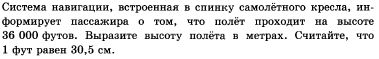 Система навигации, встроенная в спинку самолётного кресла, ин-
формирует пассажира о том, что полёт проходит на высоте
36 000 футов. Выразите высоту полёта в метрах. Считайте, что
1 фут равен 30,5 см.